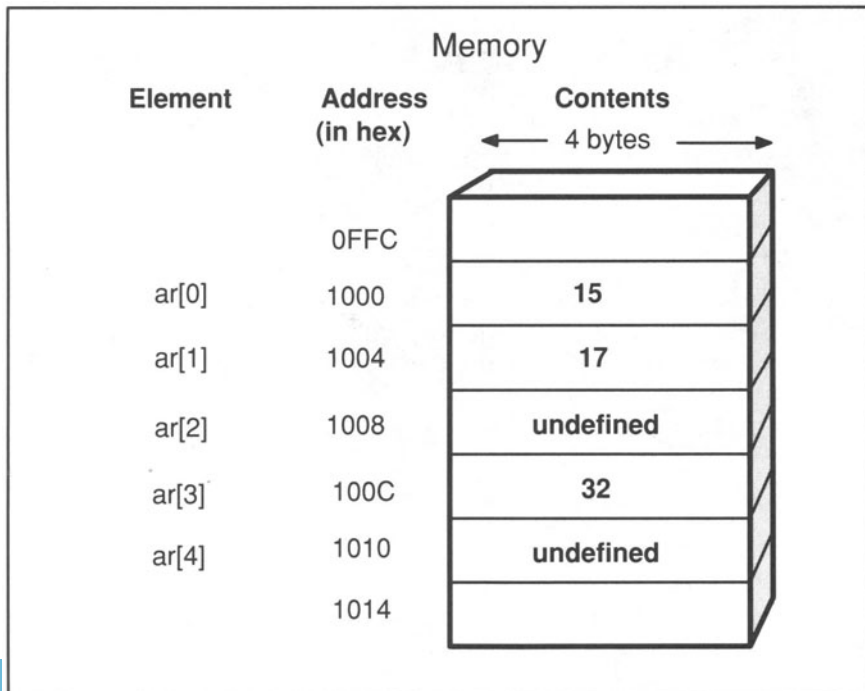 Memory
Element Address (in hex) Contents
4 bytes
0FFC
ar[0] 1000 15
ar[1] 1004 17
ar[2] 1008 undefined
ar[3] 100C 32
ar[4] 1010 undefined
1014